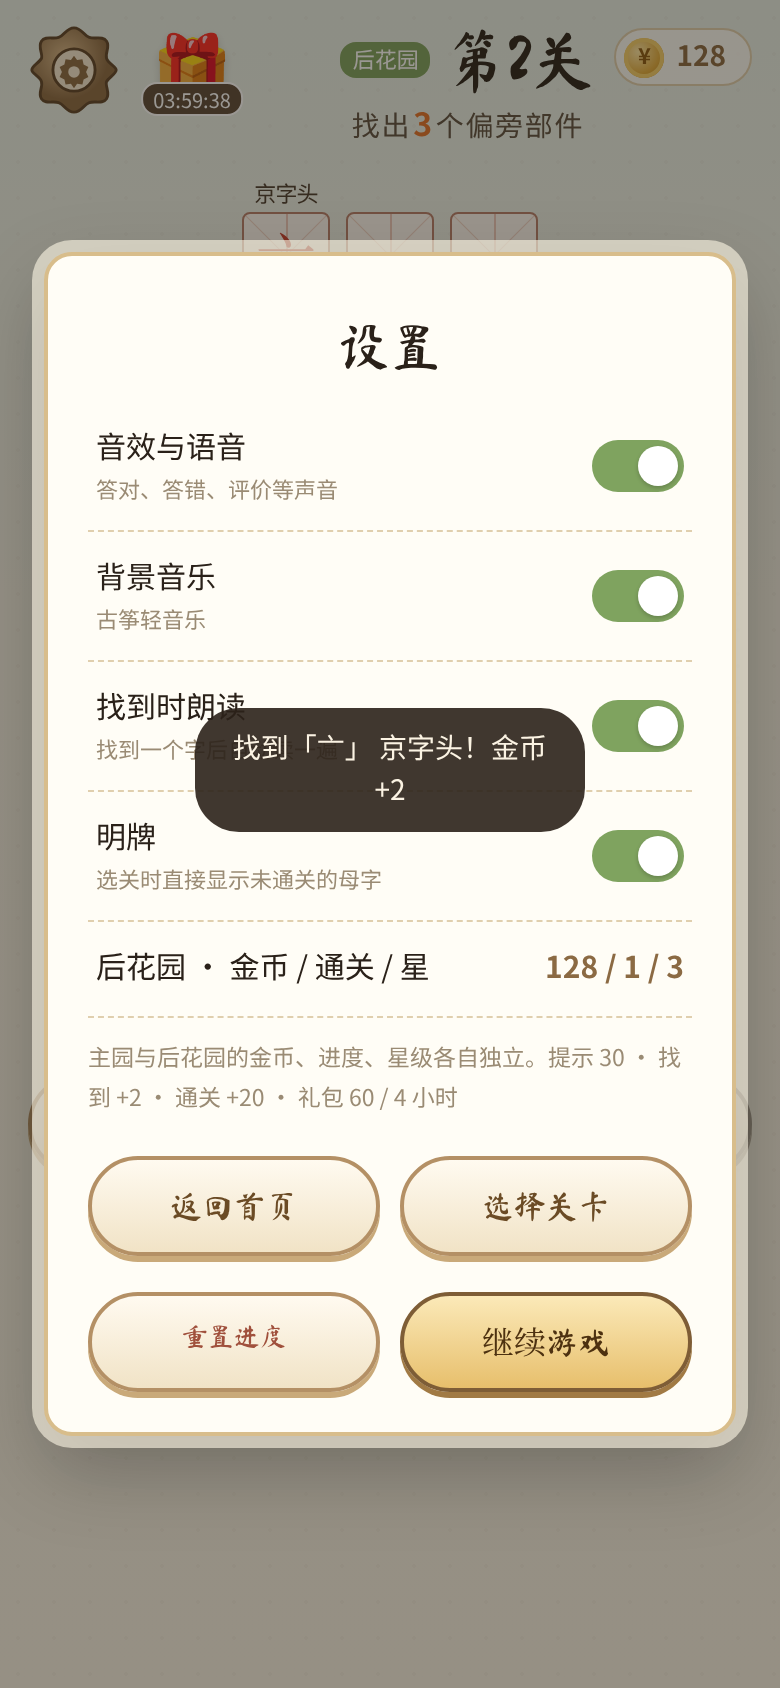 后花园 第2关 ¥ 128
03:59:38
找出3个偏旁部件
京字头
设置
音效与语音
答对、答错、评价等声音
背景音乐
古筝轻音乐
找到时朗读
找到一个字后
找到「亠」 京字头！金币
+2
明牌
选关时直接显示未通关的母字
后花园 · 金币 / 通关 / 星 128 / 1 / 3
主园与后花园的金币、进度、星级各自独立。提示 30 · 找
到 +2 · 通关 +20 · 礼包 60 / 4 小时
返回首页 选择关卡
重置进度 继续游戏